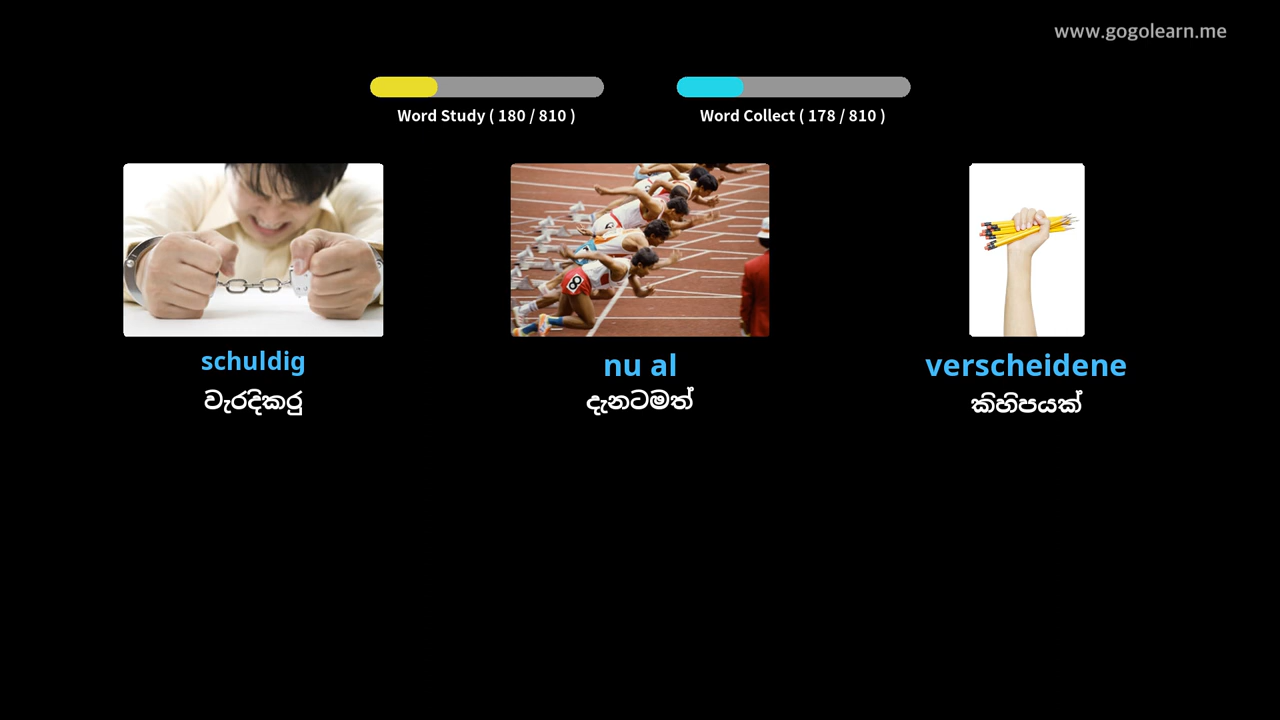 www.gogolearn.me
Word Study ( 180 / 810 )
Word Collect ( 178 / 810 )
schuldig
වැරදිකරු
nu al
දැනටමත්
verscheidene
කිහිපයක්